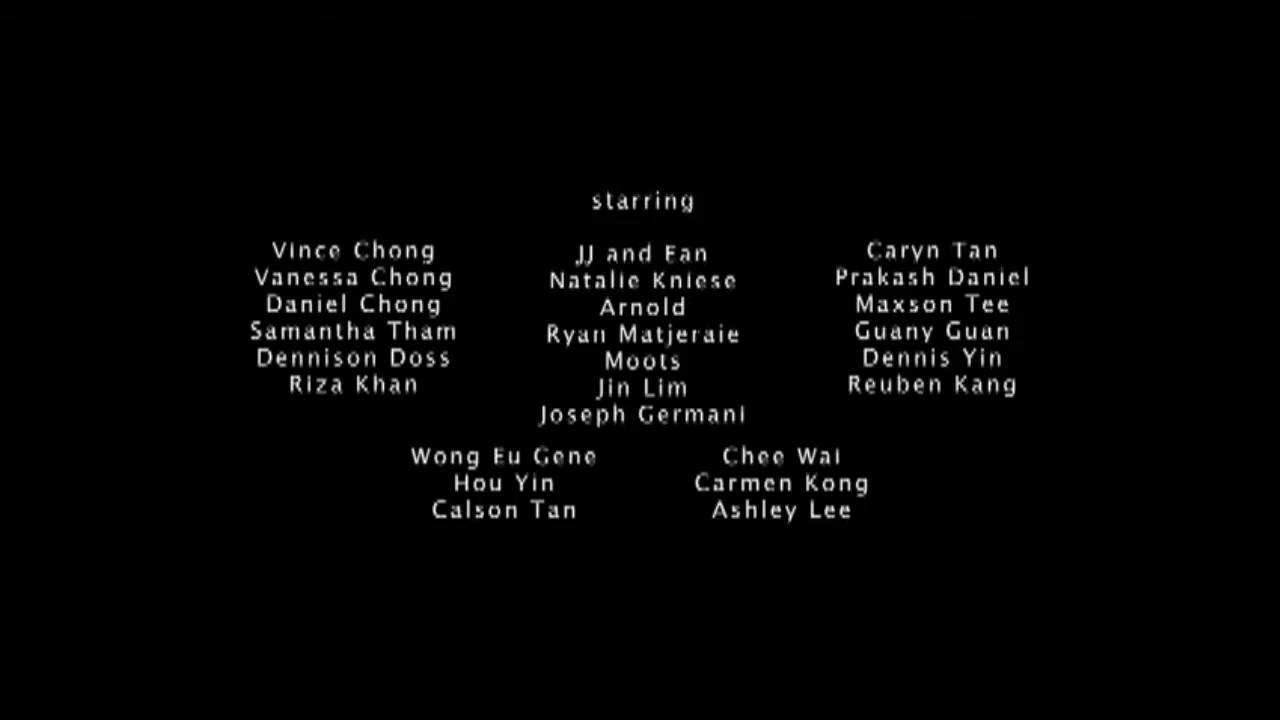 starring
Vince Chong
Vanessa Chong
Daniel Chong
Samantha Tham
Dennison Doss
Riza Khan
JJ and Ean
Natalie Kniese
Arnold
Ryan Matjeraie
Moots
Jin Lim
Joseph Germani
Caryn Tan
Prakash Daniel
Maxson Tee
Guany Guan
Dennis Yin
Reuben Kang
Wong Eu Gene
Hou Yin
Calson Tan
Chee Wai
Carmen Kong
Ashley Lee